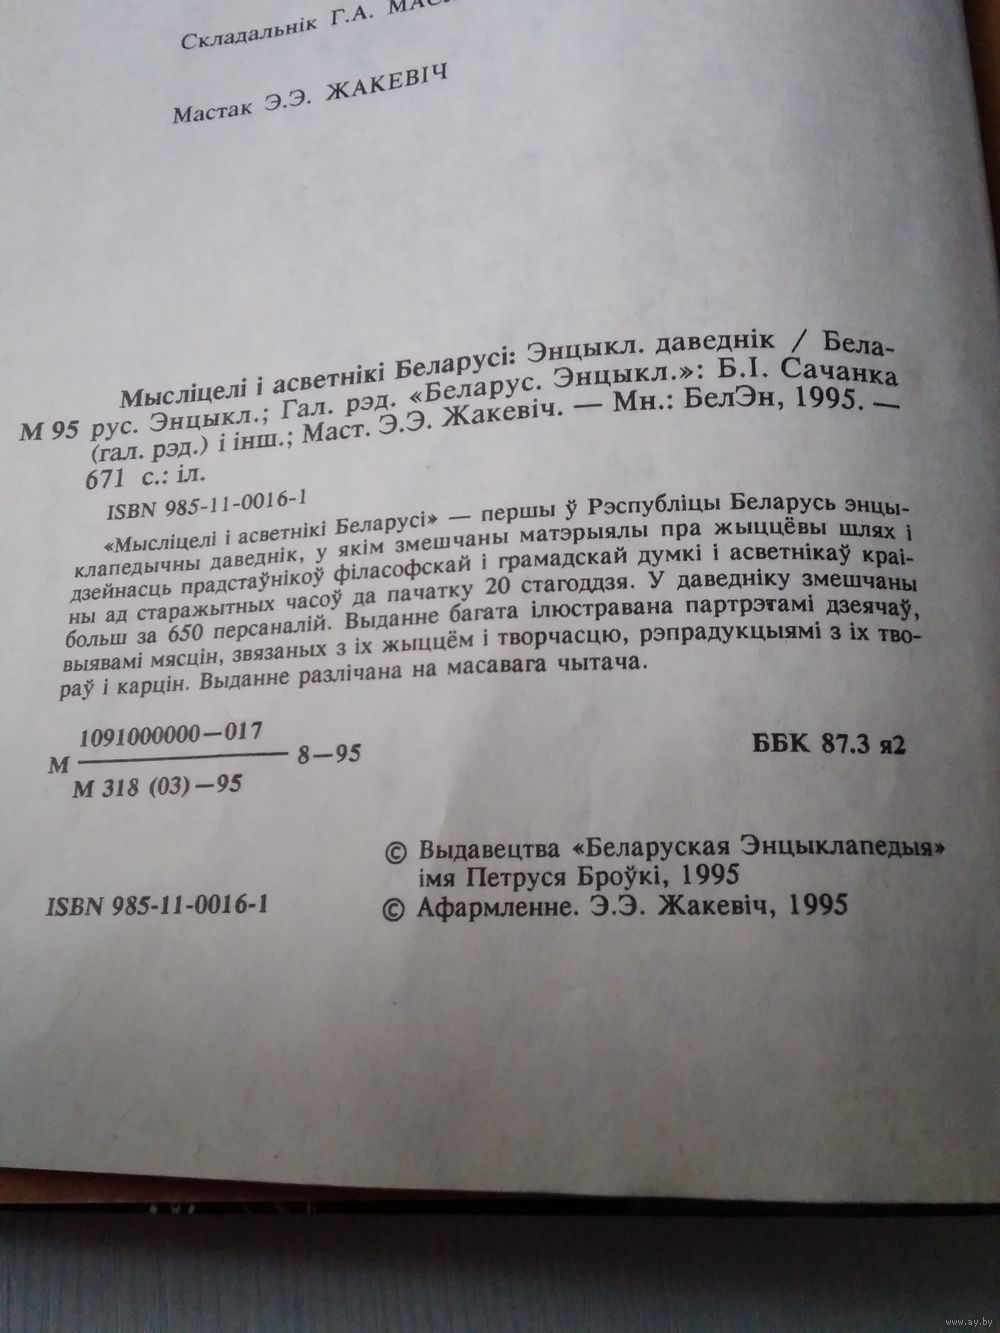 Складальнік Г.А.
Мастак Э.Э. ЖАКЕВІЧ
Мысліцелі і асветнікі Беларусі: Энцыкл. даведнік / Бела-
М 95 рус. Энцыкл.; Гал. рэд. «Беларус. Энцыкл.»: Б.І. Сачанка
(гал. рэд.) і інш.; Маст. Э.Э. Жакевіч. — Мн.: БелЭн, 1995. —
671 с.: іл.
ISBN 985-11-0016-1
«Мысліцелі і асветнікі Беларусі» — першы ў Рэспубліцы Беларусь энцы-
клапедычны даведнік, у якім змешчаны матэрыялы пра жыццёвы шлях і
дзейнасць прадстаўнікоў філасофскай і грамадскай думкі і асветнікаў краі-
ны ад старажытных часоў да пачатку 20 стагоддзя. У даведніку змешчаны
больш за 650 персаналій. Выданне багата ілюстравана партрэтамі дзеячаў,
выявамі мясцін, звязаных з іх жыццём і творчасцю, рэпрадукцыямі з іх тво-
раў і карцін. Выданне разлічана на масавага чытача.
М 1091000000—017
М 318 (03)—95 8—95
ББК 87.3 я2
© Выдавецтва «Беларуская Энцыклапедыя»
імя Петруся Броўкі, 1995
ISBN 985-11-0016-1
© Афармленне. Э.Э. Жакевіч, 1995
www.ay.by